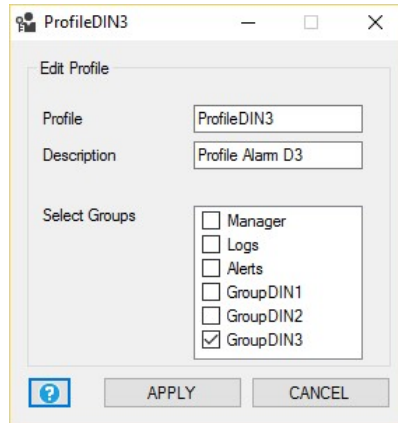 ProfileDIN3
Edit Profile
Profile ProfileDIN3
Description Profile Alarm D3
Select Groups
Manager
Logs
Alerts
GroupDIN1
GroupDIN2
GroupDIN3
? APPLY CANCEL